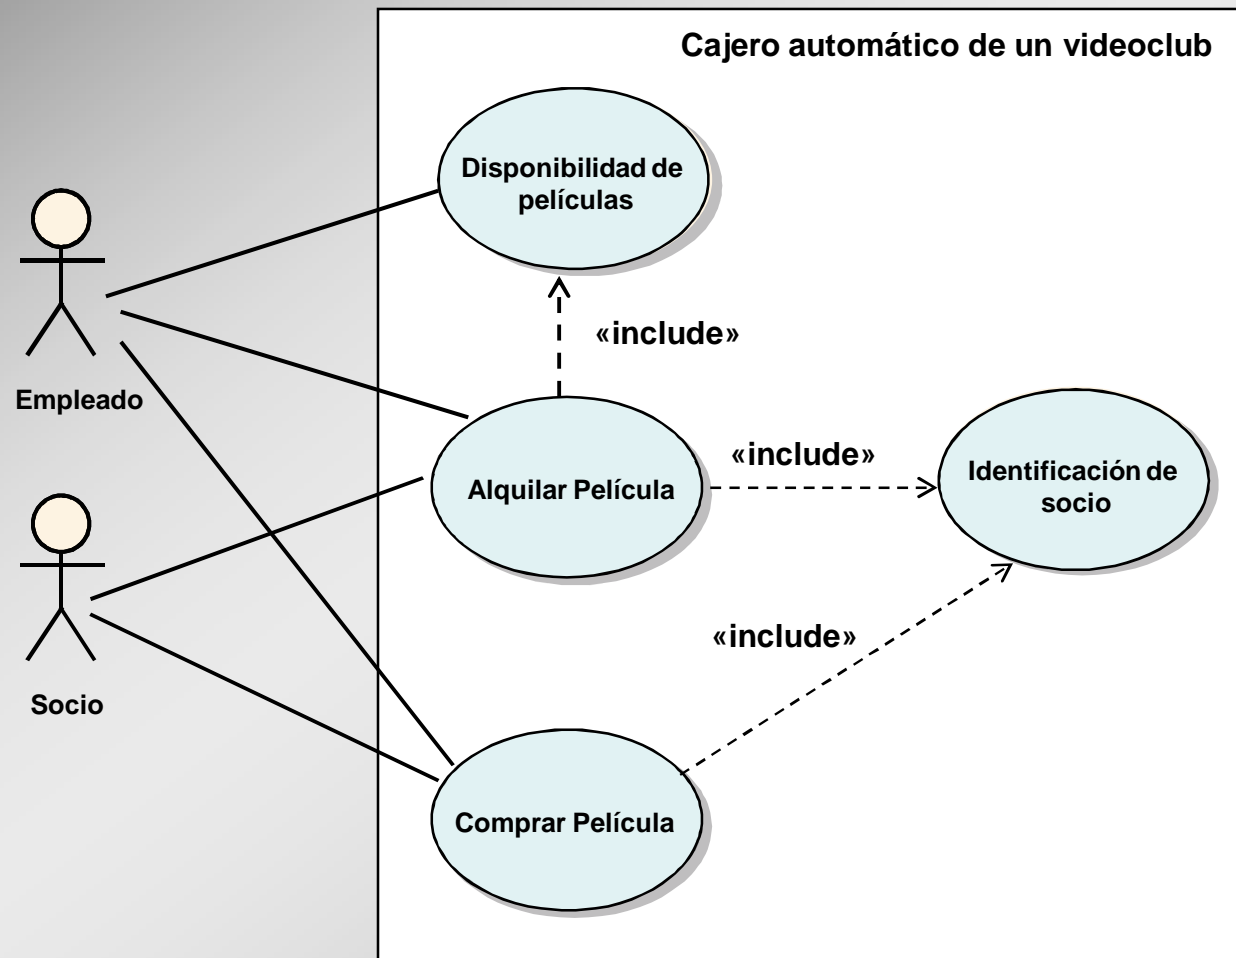 Cajero automático de un videoclub
Disponibilidad de
películas
«include»
Empleado
Alquilar Película
«include»
Identificación de
socio
«include»
Socio
Comprar Película